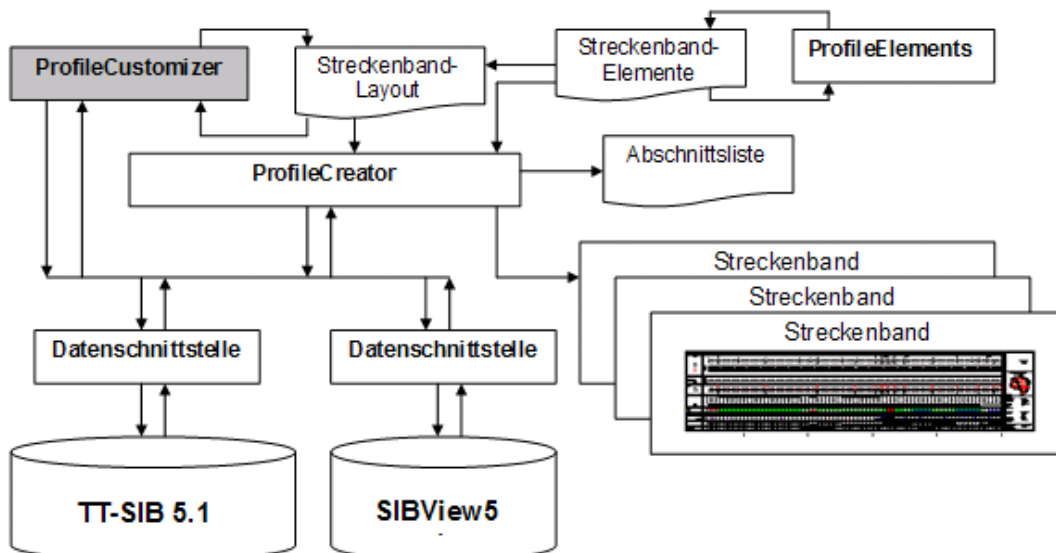 ProfileCustomizer
Streckenband-
Layout
Streckenband-
Elemente
ProfileElements
ProfileCreator
Abschnittsliste
Streckenband
Streckenband
Streckenband
Datenschnittstelle
Datenschnittstelle
TT-SIB 5.1
SIBView5